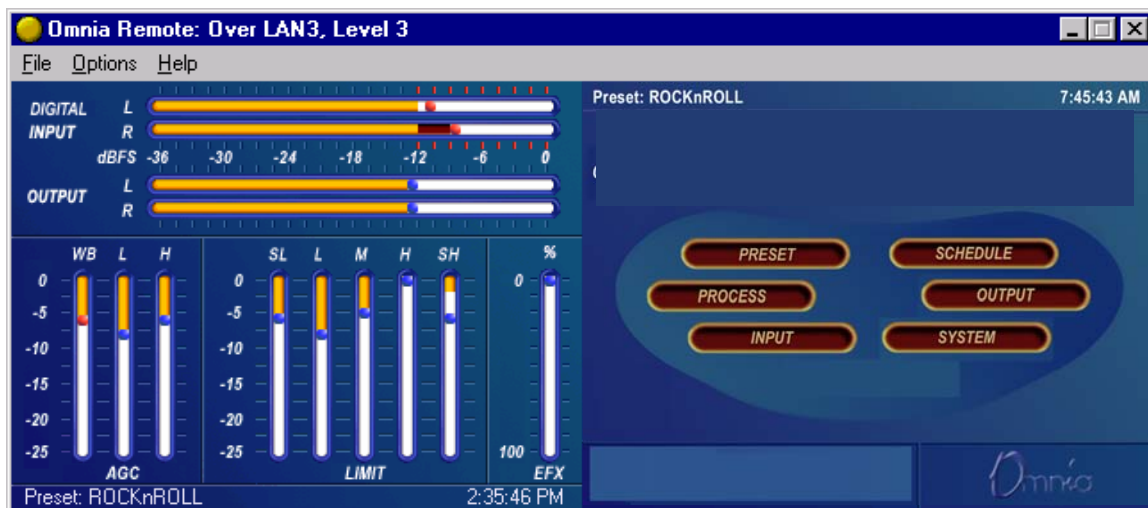 Omnia Remote: Over LAN3, Level 3
File Options Help
DIGITAL INPUT L
R
dBFS -36 -30 -24 -18 -12 -6 0
OUTPUT L
R
WB L H
0
-5
-10
-15
-20
-25
AGC
SL L M H SH
0
-5
-10
-15
-20
-25
LIMIT
%
0
100
EFX
Preset: ROCKnROLL 2:35:46 PM
Preset: ROCKnROLL 7:45:43 AM
PRESET SCHEDULE
PROCESS OUTPUT
INPUT SYSTEM
Omnia